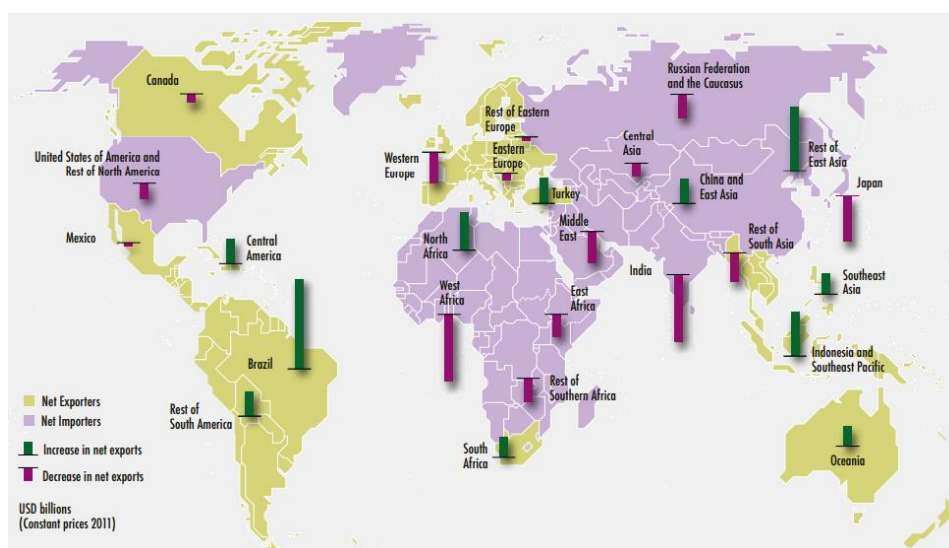 Canada
United States of America and
Rest of North America
Mexico
Central
America
Brazil
Rest of
South America
Western
Europe
Rest of Eastern
Europe
Eastern
Europe
Turkey
North
Africa
West
Africa
Middle
East
East
Africa
Rest of
Southern Africa
South
Africa
Russian Federation
and the Caucasus
Central
Asia
China and
East Asia
Rest of
East Asia
Japan
India
Rest of
South Asia
Southeast
Asia
Indonesia and
Southeast Pacific
Oceania
Net Exporters
Net Importers
Increase in net exports
Decrease in net exports
USD billions
(Constant prices 2011)